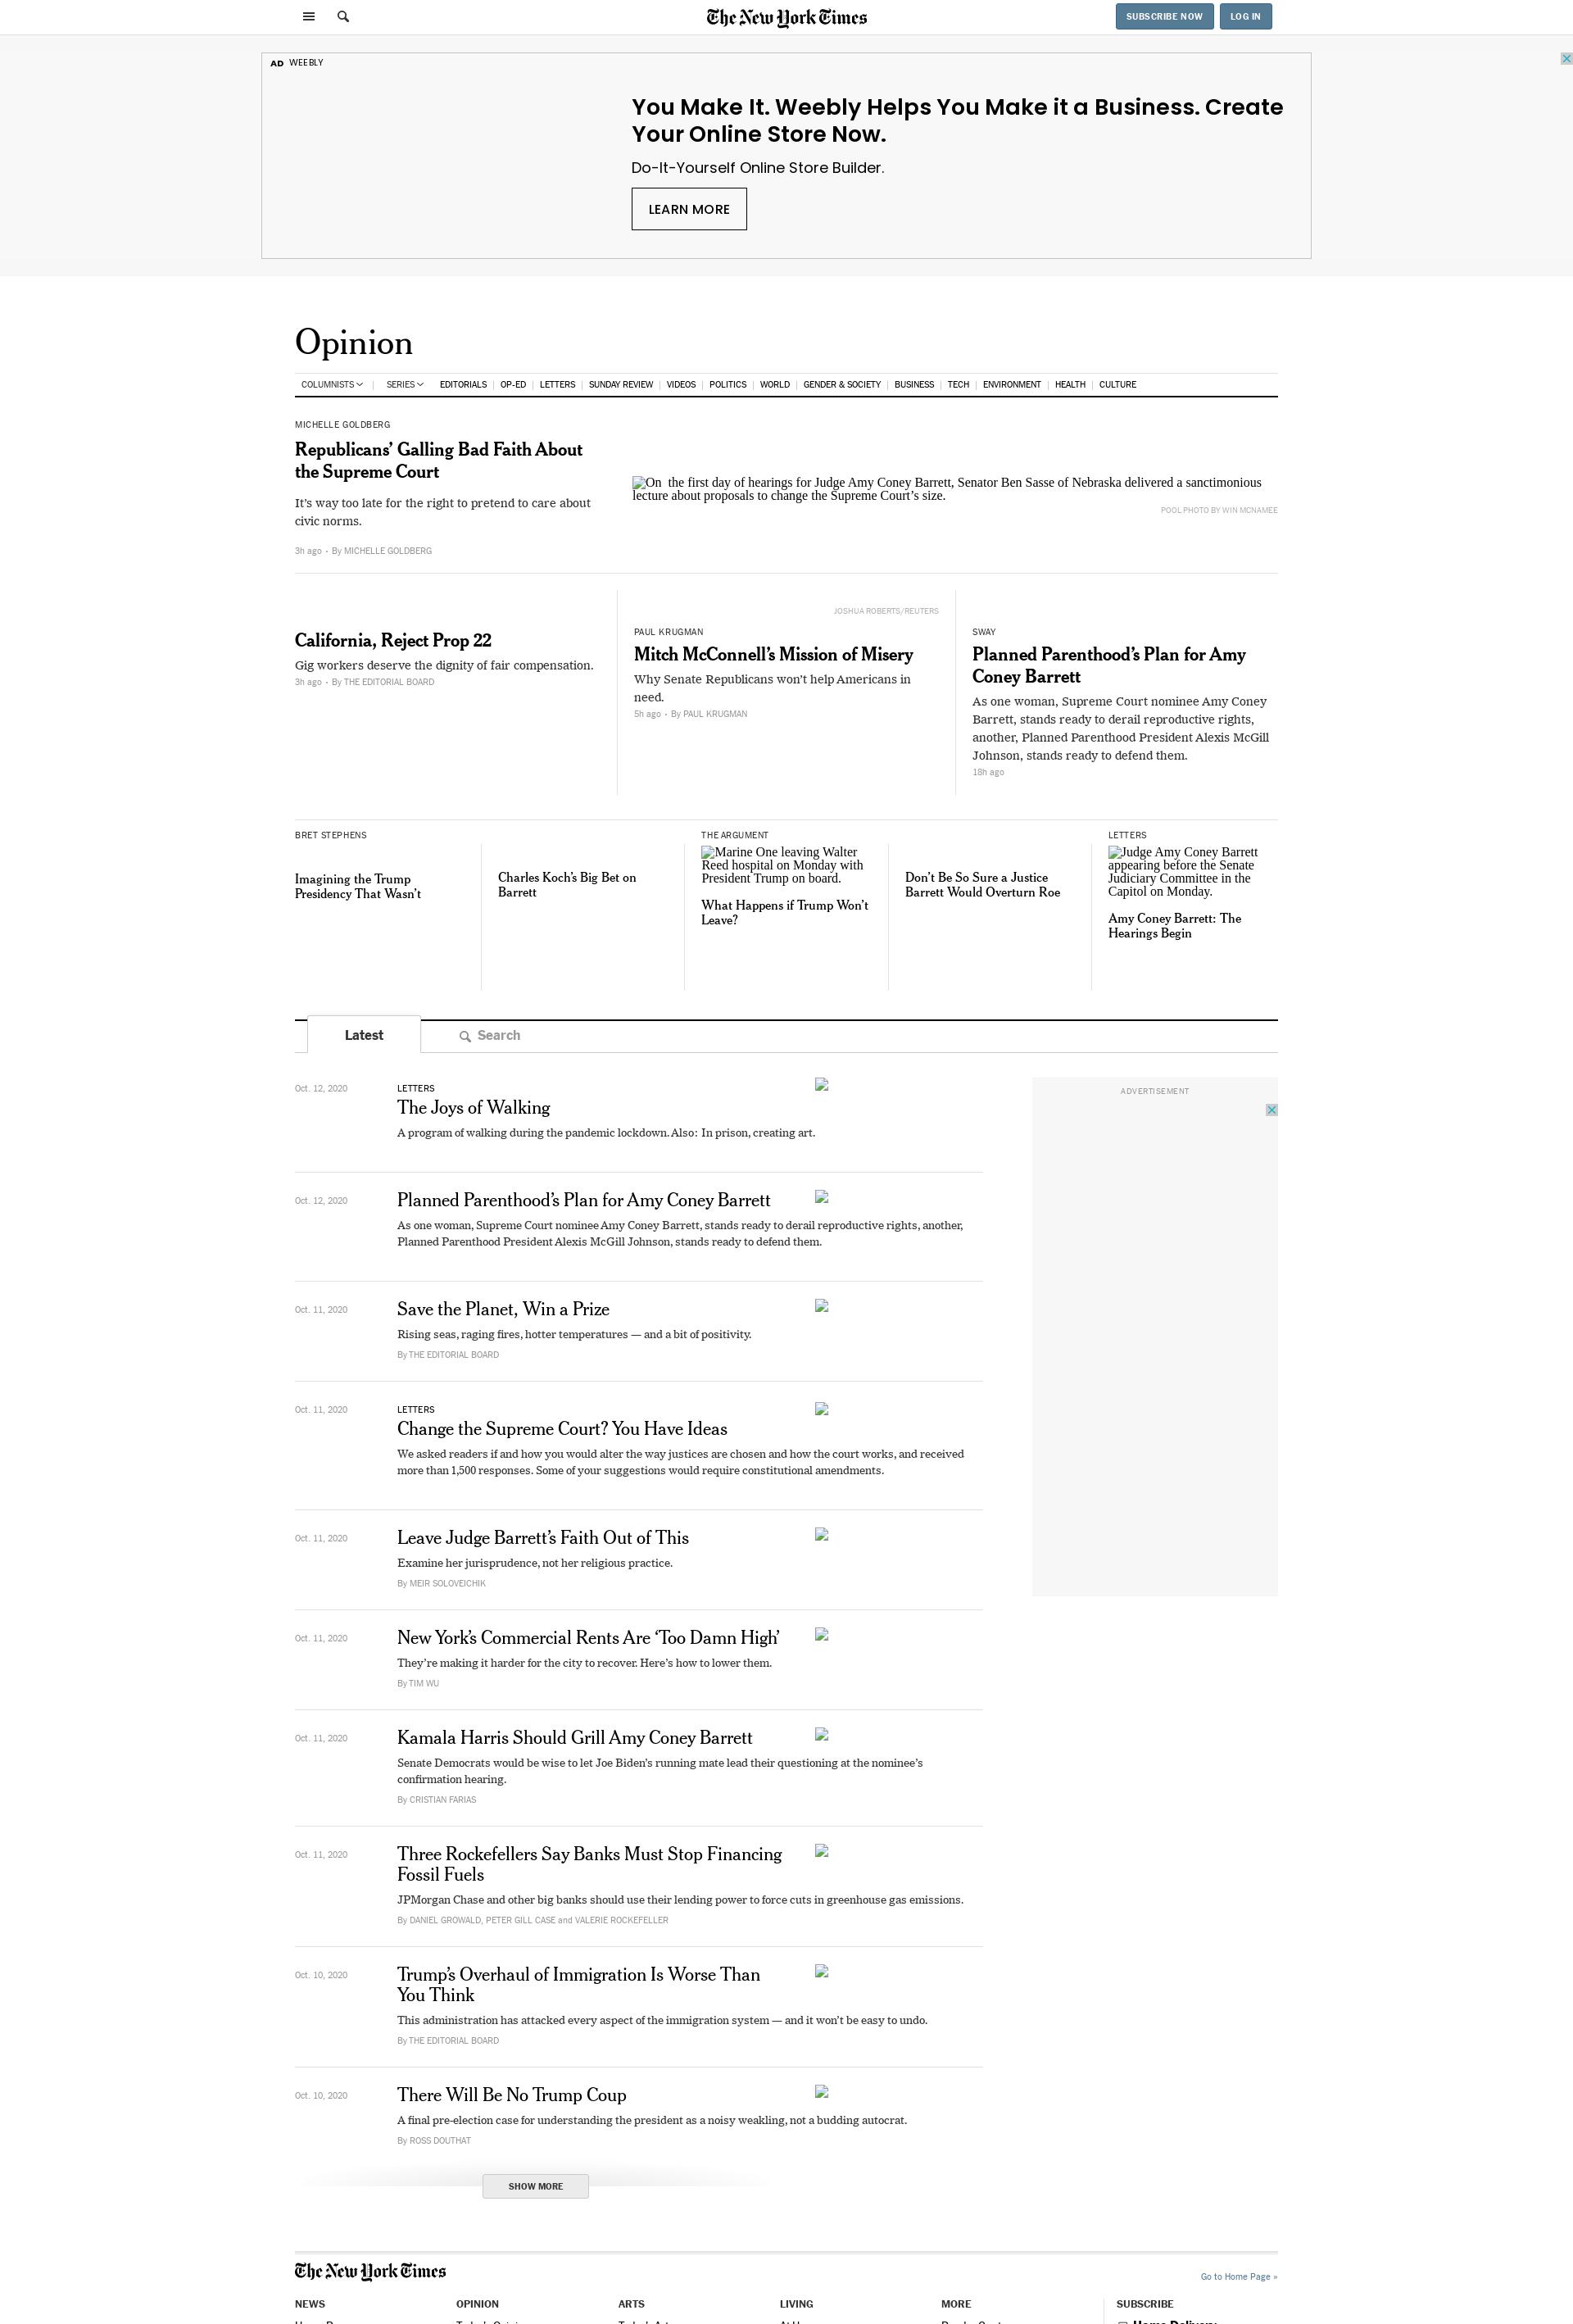 The New York Times
SUBSCRIBE NOW
LOG IN
AD WEEBLY
You Make It. Weebly Helps You Make it a Business. Create
Your Online Store Now.
Do-It-Yourself Online Store Builder.
LEARN MORE
Opinion
COLUMNISTS | SERIES EDITORIALS | OP-ED | LETTERS | SUNDAY REVIEW | VIDEOS | POLITICS | WORLD | GENDER & SOCIETY | BUSINESS | TECH | ENVIRONMENT | HEALTH | CULTURE
MICHELLE GOLDBERG
Republicans’ Galling Bad Faith About
the Supreme Court
It’s way too late for the right to pretend to care about
civic norms.
3h ago • By MICHELLE GOLDBERG
On the first day of hearings for Judge Amy Coney Barrett, Senator Ben Sasse of Nebraska delivered a sanctimonious
lecture about proposals to change the Supreme Court’s size.
POOL PHOTO BY WIN MCNAMEE
California, Reject Prop 22
Gig workers deserve the dignity of fair compensation.
3h ago • By THE EDITORIAL BOARD
JOSHUA ROBERTS/REUTERS
PAUL KRUGMAN
Mitch McConnell’s Mission of Misery
Why Senate Republicans won’t help Americans in
need.
5h ago • By PAUL KRUGMAN
SWAY
Planned Parenthood’s Plan for Amy
Coney Barrett
As one woman, Supreme Court nominee Amy Coney
Barrett, stands ready to derail reproductive rights,
another, Planned Parenthood President Alexis McGill
Johnson, stands ready to defend them.
18h ago
BRET STEPHENS
Imagining the Trump
Presidency That Wasn’t
Charles Koch’s Big Bet on
Barrett
THE ARGUMENT
Marine One leaving Walter
Reed hospital on Monday with
President Trump on board.
What Happens if Trump Won’t
Leave?
Don’t Be So Sure a Justice
Barrett Would Overturn Roe
LETTERS
Judge Amy Coney Barrett
appearing before the Senate
Judiciary Committee in the
Capitol on Monday.
Amy Coney Barrett: The
Hearings Begin
Latest
Search
ADVERTISEMENT
Oct. 12, 2020
LETTERS
The Joys of Walking
A program of walking during the pandemic lockdown. Also: In prison, creating art.
Oct. 12, 2020
Planned Parenthood’s Plan for Amy Coney Barrett
As one woman, Supreme Court nominee Amy Coney Barrett, stands ready to derail reproductive rights, another,
Planned Parenthood President Alexis McGill Johnson, stands ready to defend them.
Oct. 11, 2020
Save the Planet, Win a Prize
Rising seas, raging fires, hotter temperatures — and a bit of positivity.
By THE EDITORIAL BOARD
Oct. 11, 2020
LETTERS
Change the Supreme Court? You Have Ideas
We asked readers if and how you would alter the way justices are chosen and how the court works, and received
more than 1,500 responses. Some of your suggestions would require constitutional amendments.
Oct. 11, 2020
Leave Judge Barrett’s Faith Out of This
Examine her jurisprudence, not her religious practice.
By MEIR SOLOVEICHIK
Oct. 11, 2020
New York’s Commercial Rents Are ‘Too Damn High’
They’re making it harder for the city to recover. Here’s how to lower them.
By TIM WU
Oct. 11, 2020
Kamala Harris Should Grill Amy Coney Barrett
Senate Democrats would be wise to let Joe Biden’s running mate lead their questioning at the nominee’s
confirmation hearing.
By CRISTIAN FARIAS
Oct. 11, 2020
Three Rockefellers Say Banks Must Stop Financing
Fossil Fuels
JPMorgan Chase and other big banks should use their lending power to force cuts in greenhouse gas emissions.
By DANIEL GROWALD, PETER GILL CASE and VALERIE ROCKEFELLER
Oct. 10, 2020
Trump’s Overhaul of Immigration Is Worse Than
You Think
This administration has attacked every aspect of the immigration system — and it won’t be easy to undo.
By THE EDITORIAL BOARD
Oct. 10, 2020
There Will Be No Trump Coup
A final pre-election case for understanding the president as a noisy weakling, not a budding autocrat.
By ROSS DOUTHAT
SHOW MORE
The New York Times
Go to Home Page »
NEWS
OPINION
ARTS
LIVING
MORE
SUBSCRIBE